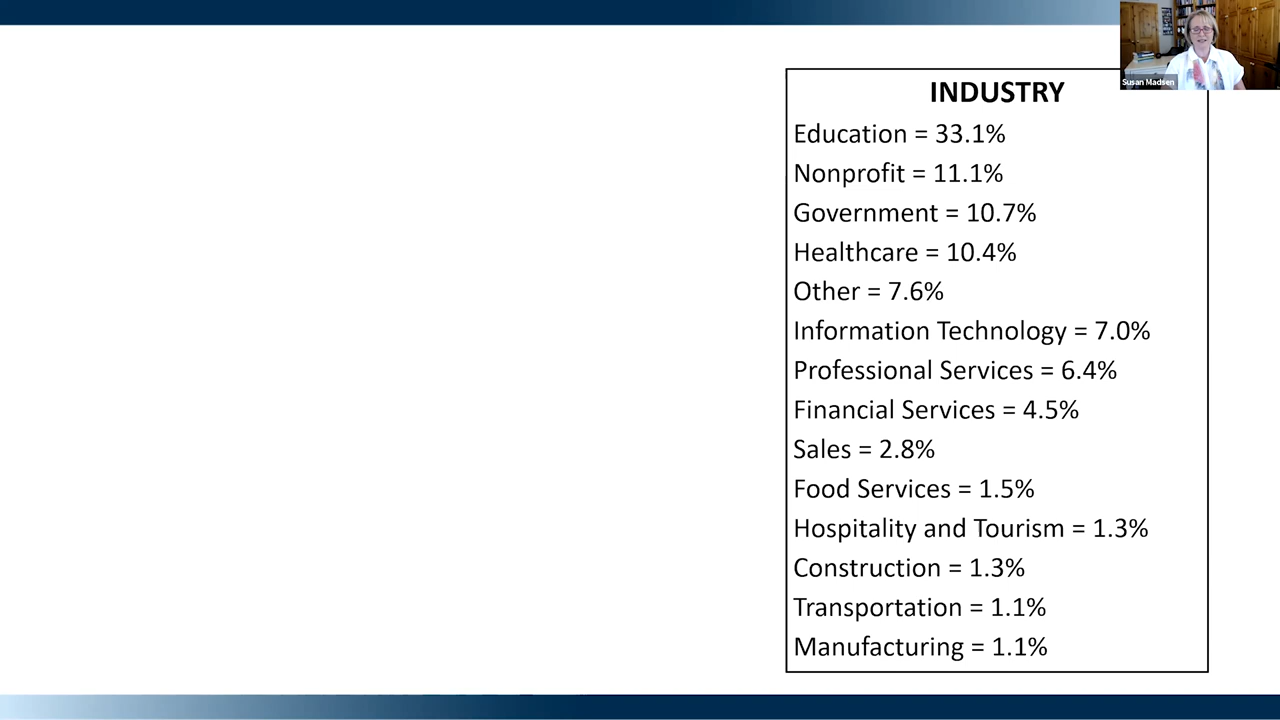 Susan Madsen
INDUSTRY
Education = 33.1%
Nonprofit = 11.1%
Government = 10.7%
Healthcare = 10.4%
Other = 7.6%
Information Technology = 7.0%
Professional Services = 6.4%
Financial Services = 4.5%
Sales = 2.8%
Food Services = 1.5%
Hospitality and Tourism = 1.3%
Construction = 1.3%
Transportation = 1.1%
Manufacturing = 1.1%